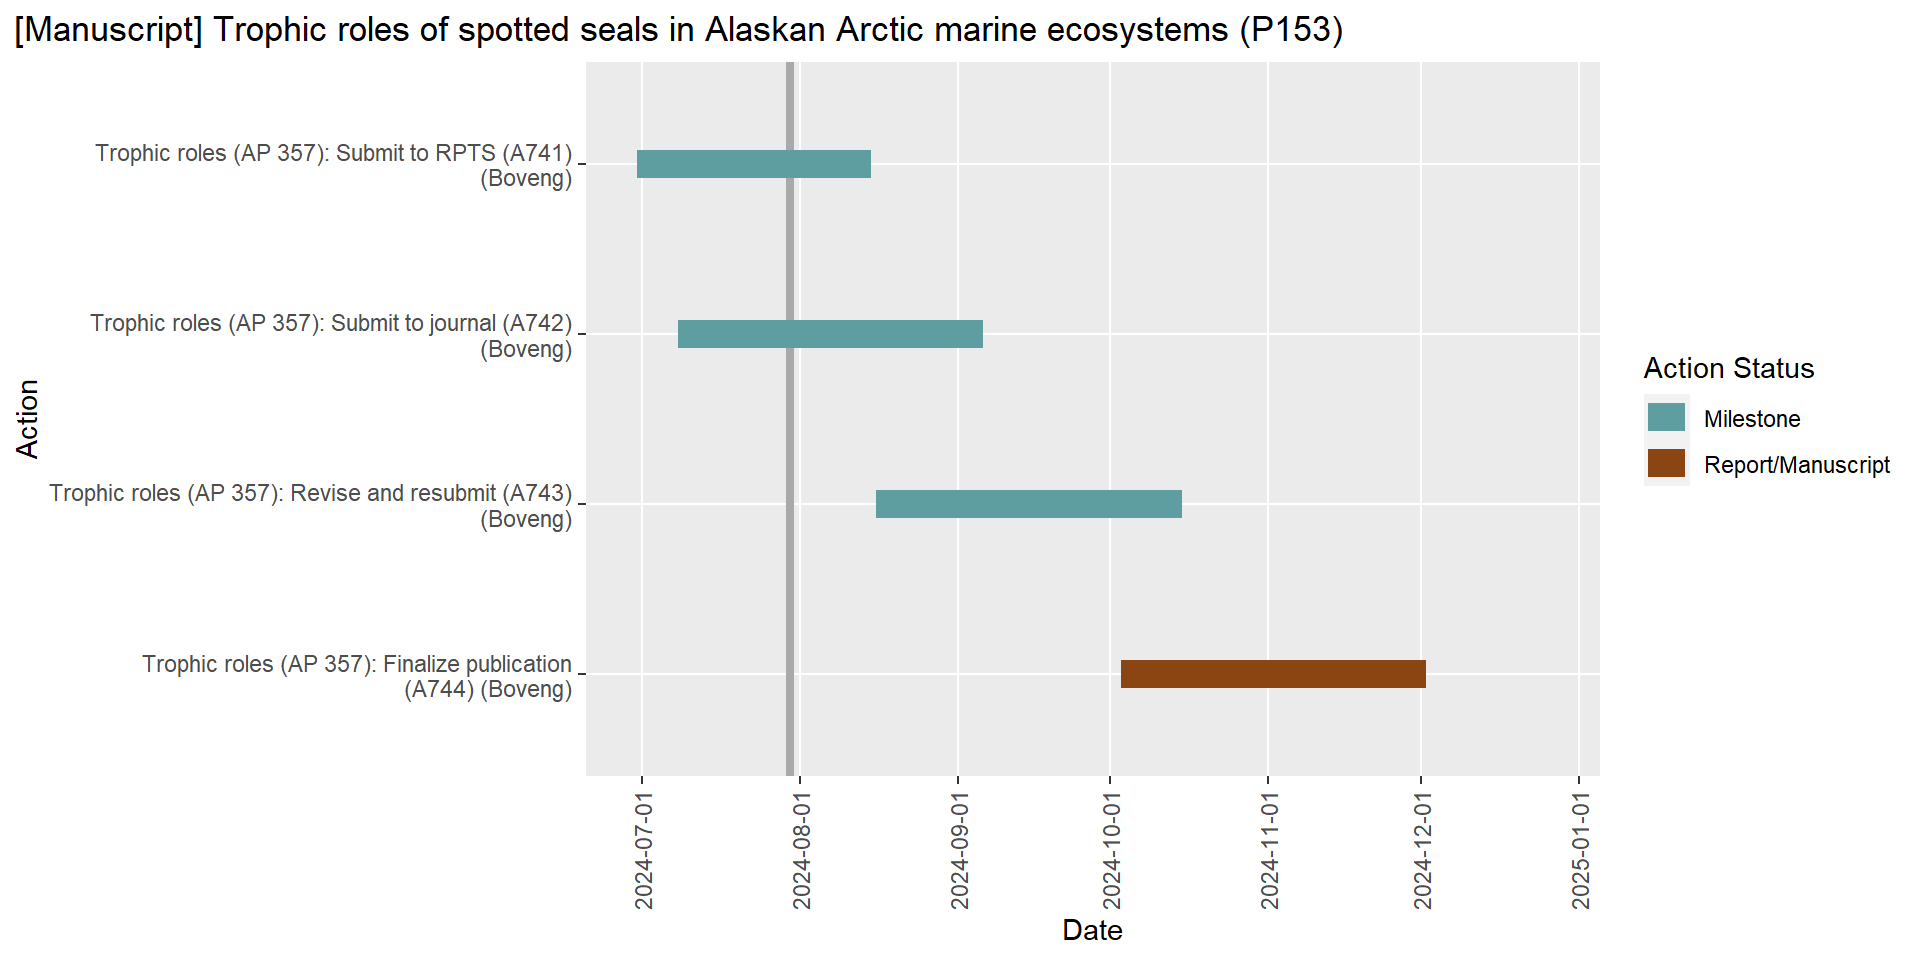 [Manuscript] Trophic roles of spotted seals in Alaskan Arctic marine ecosystems (P153)
Trophic roles (AP 357): Submit to RPTS (A741)
(Boveng)
Trophic roles (AP 357): Submit to journal (A742)
(Boveng)
Trophic roles (AP 357): Revise and resubmit (A743)
(Boveng)
Trophic roles (AP 357): Finalize publication
(A744) (Boveng)
Action
2024-07-01
2024-08-01
2024-09-01
2024-10-01
2024-11-01
2024-12-01
2025-01-01
Date
Action Status
Milestone
Report/Manuscript